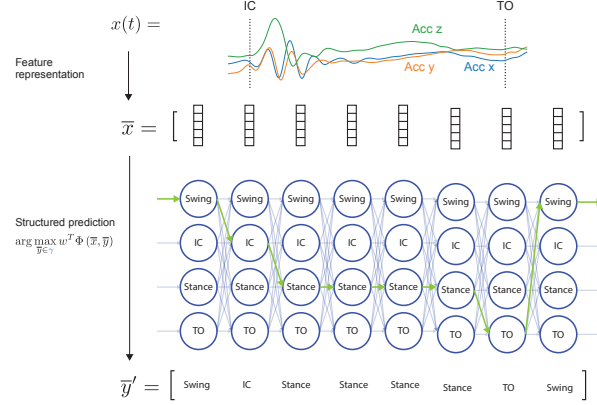 IC TO
x(t) =
Acc z
Acc y Acc x
Feature
representation
x̅ = [ ]
Swing Swing Swing Swing Swing Swing Swing Swing
IC IC IC IC IC IC IC IC
Structured prediction
arg max w^T Φ (x̅, y̅)
y̅∈γ
Stance Stance Stance Stance Stance Stance Stance Stance
TO TO TO TO TO TO TO TO
y̅′ = [ Swing IC Stance Stance Stance Stance TO Swing ]